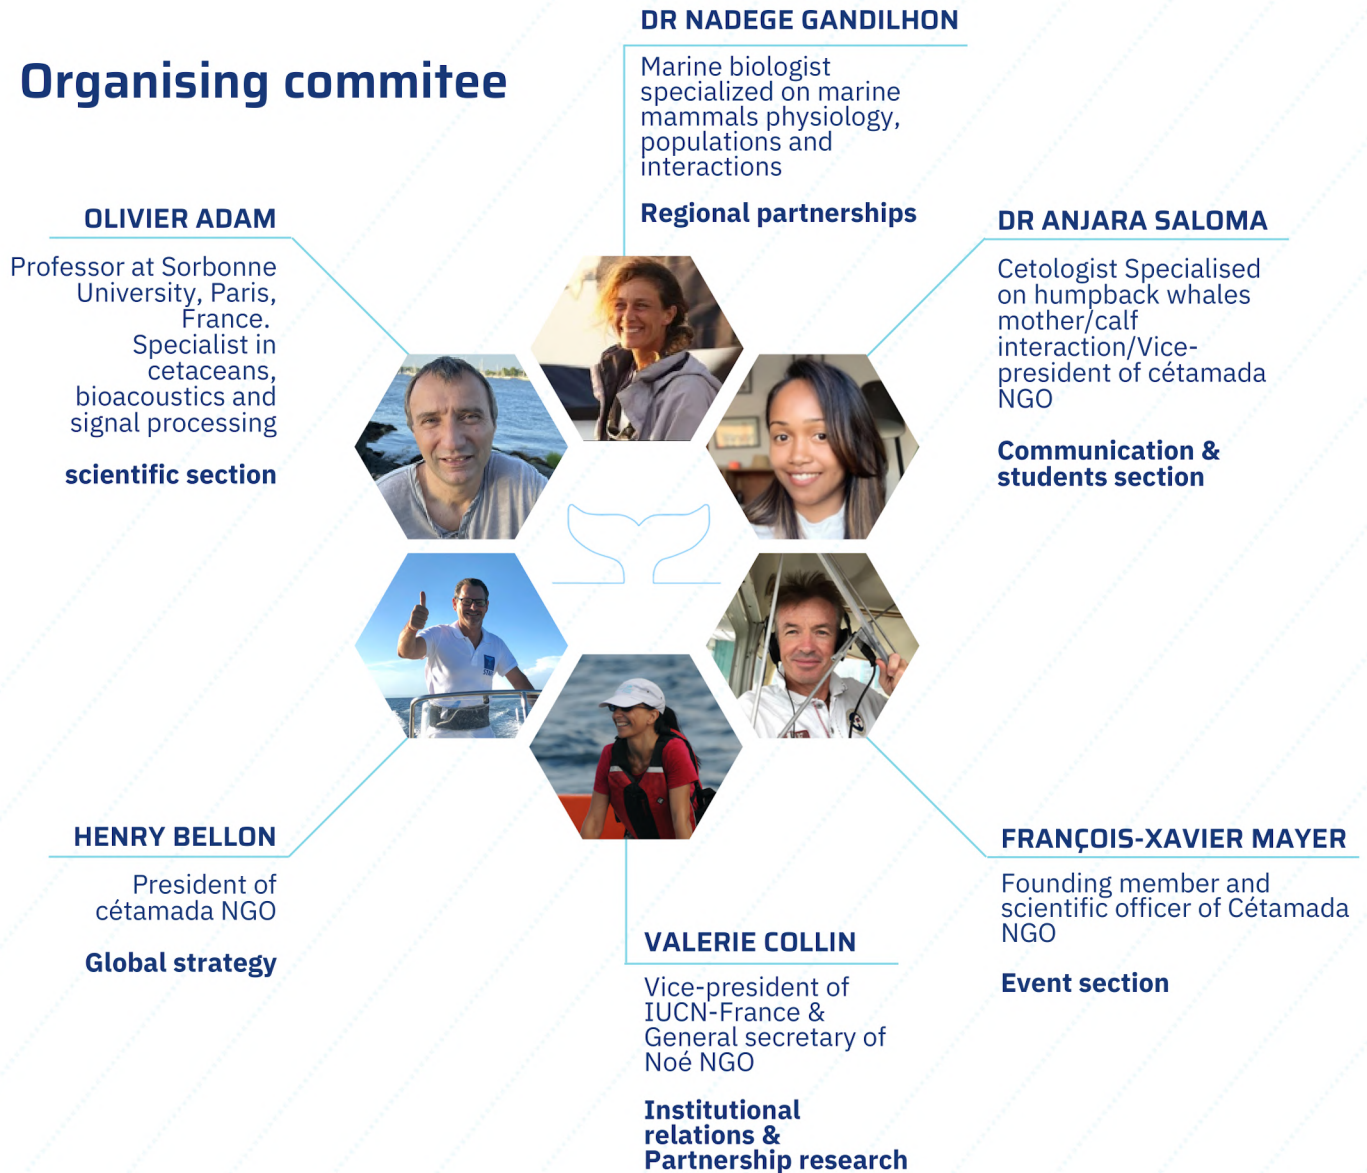 Organising commitee
DR NADEGE GANDILHON
Marine biologist
specialized on marine
mammals physiology,
populations and
interactions
Regional partnerships
OLIVIER ADAM
Professor at Sorbonne
University, Paris,
France.
Specialist in
cetaceans,
bioacoustics and
signal processing
scientific section
DR ANJARA SALOMA
Cetologist Specialised
on humpback whales
mother/calf
interaction/Vice-
president of cétamada
NGO
Communication &
students section
HENRY BELLON
President of
cétamada NGO
Global strategy
VALERIE COLLIN
Vice-president of
IUCN-France &
General secretary of
Noé NGO
Institutional
relations &
Partnership research
FRANÇOIS-XAVIER MAYER
Founding member and
scientific officer of Cétamada
NGO
Event section